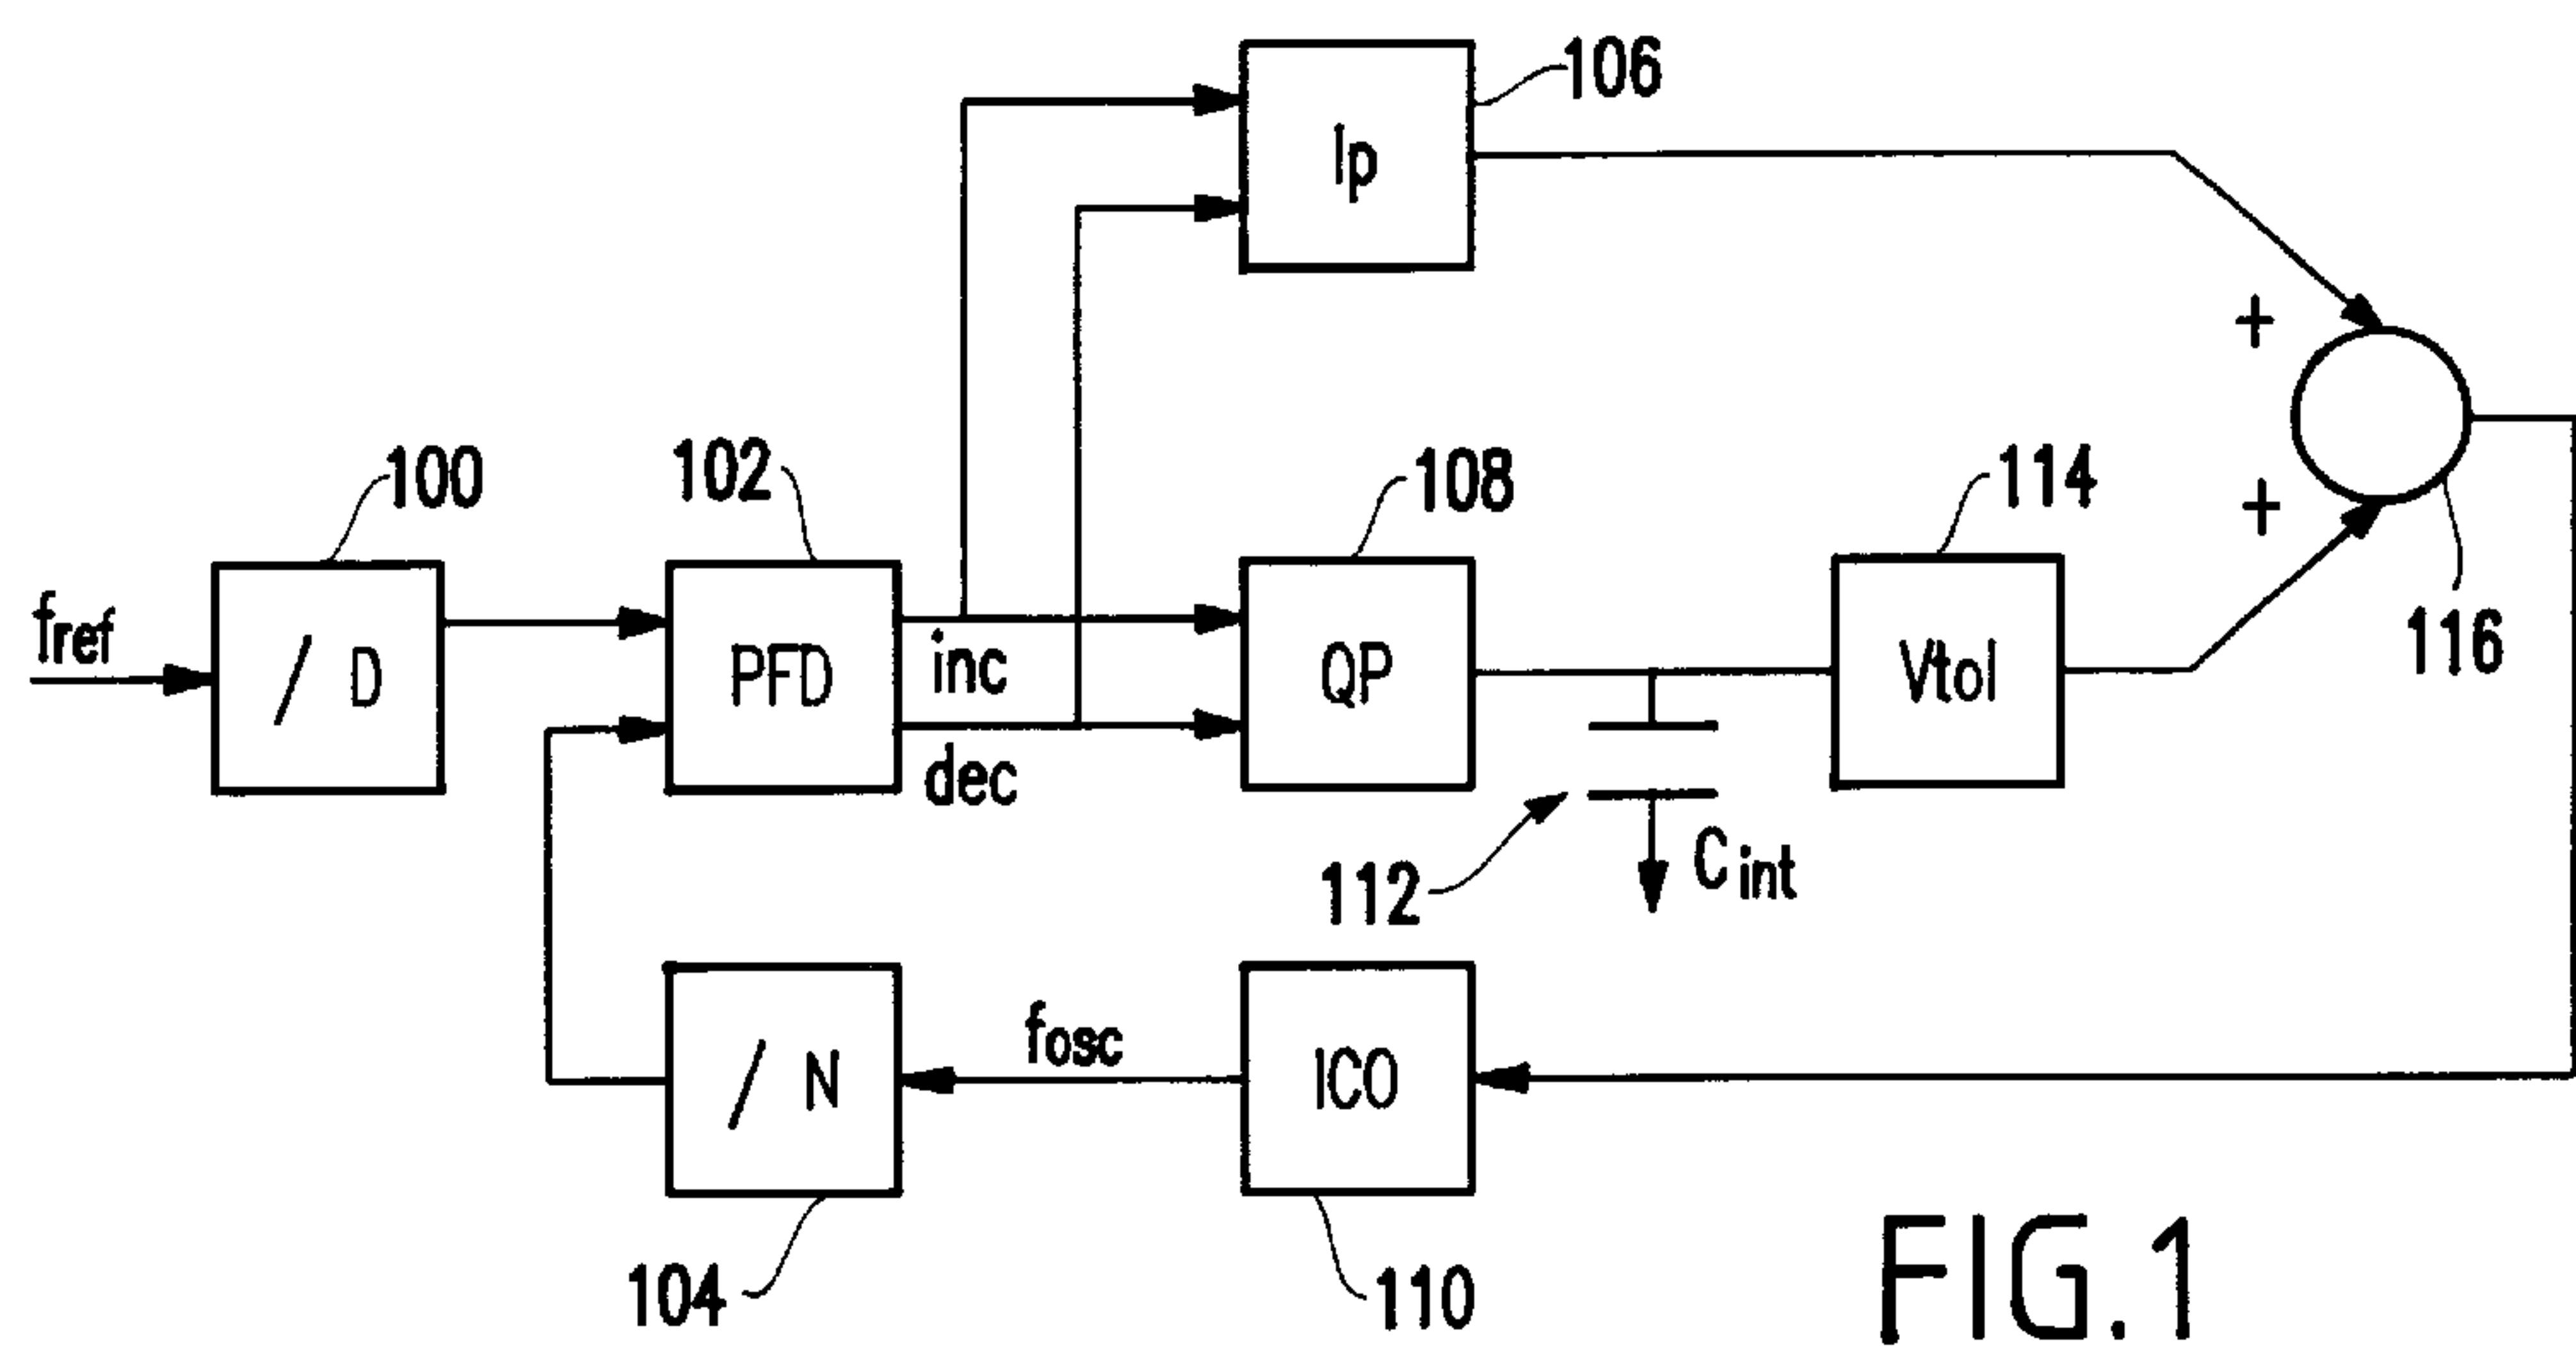 106
Ip
+
100
102
108
114
+
116
fref
/ D
PFD
inc
dec
QP
Vtol
112
Cint
/ N
fosc
ICO
104
110
FIG.1